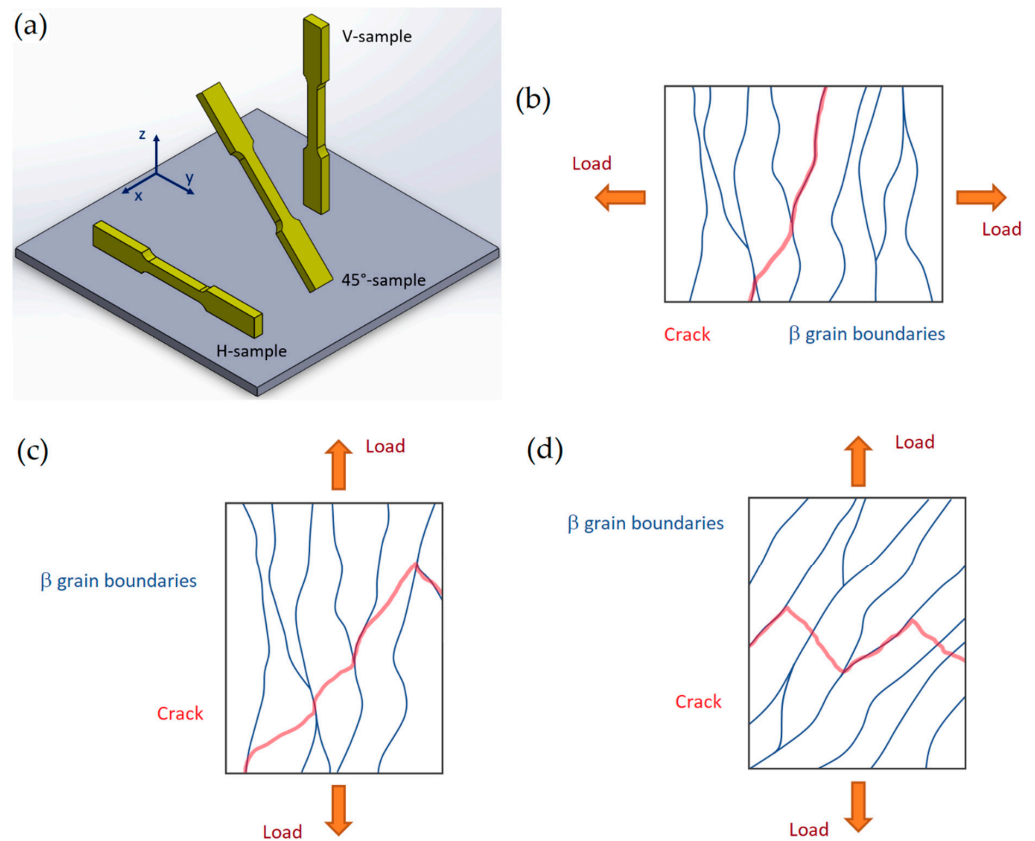 (a)
V-sample
z
y
x
45°-sample
H-sample
(b)
Load
Load
Crack
β grain boundaries
(c)
Load
β grain boundaries
Crack
Load
(d)
Load
β grain boundaries
Crack
Load